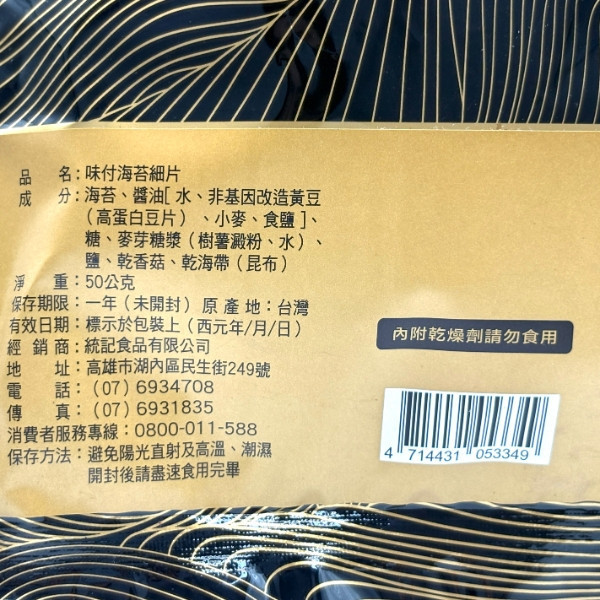 品　　名：味付海苔細片
成　　分：海苔、醬油[ 水、非基因改造黃豆
（高蛋白豆片）、小麥、食鹽 ]、
糖、麥芽糖漿（樹薯澱粉、水）、
鹽、乾香菇、乾海帶（昆布）
淨　　重：50公克
保存期限：一年（未開封）原 產 地：台灣
有效日期：標示於包裝上（西元年/月/日）
經 銷 商：統記食品有限公司
地　　址：高雄市湖內區民生街249號
電　　話：（07）6934708
傳　　真：（07）6931835
消費者服務專線：0800-011-588
保存方法：避免陽光直射及高溫、潮濕
開封後請盡速食用完畢
內附乾燥劑請勿食用
4 714431 053349